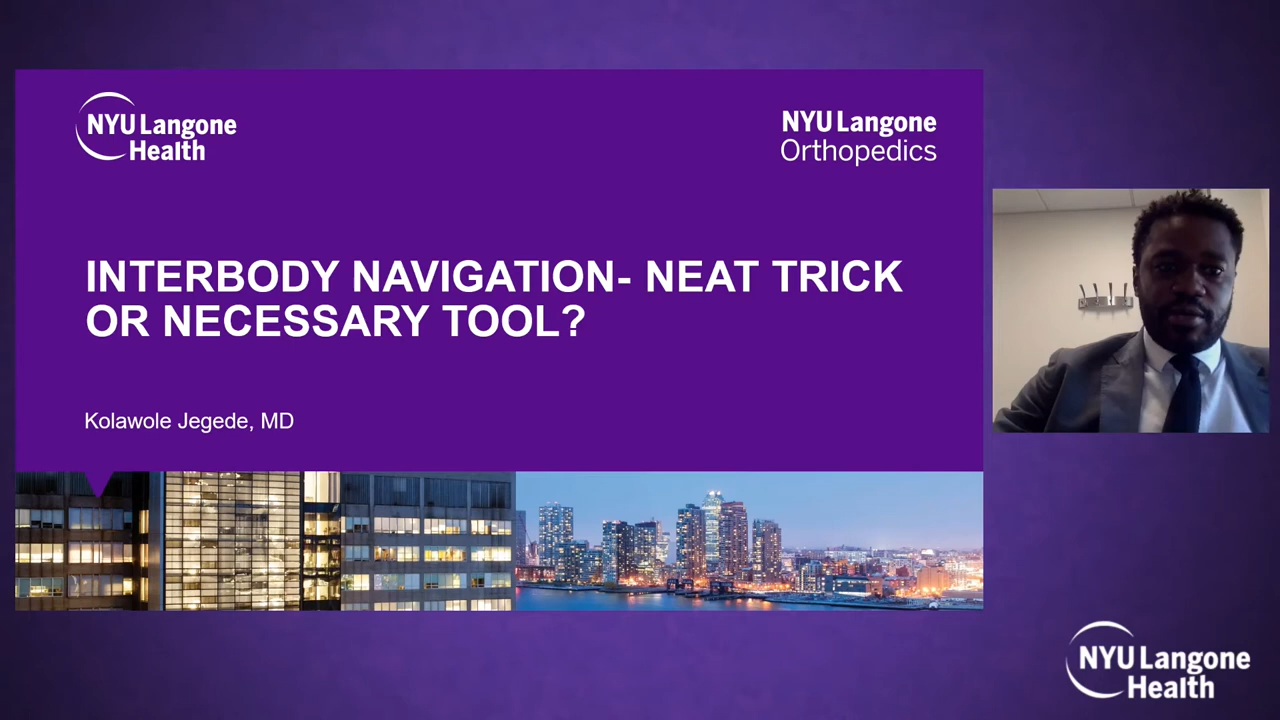 NYU Langone
Health
NYU Langone
Orthopedics
INTERBODY NAVIGATION- NEAT TRICK
OR NECESSARY TOOL?
Kolawole Jegede, MD
NYU Langone
Health